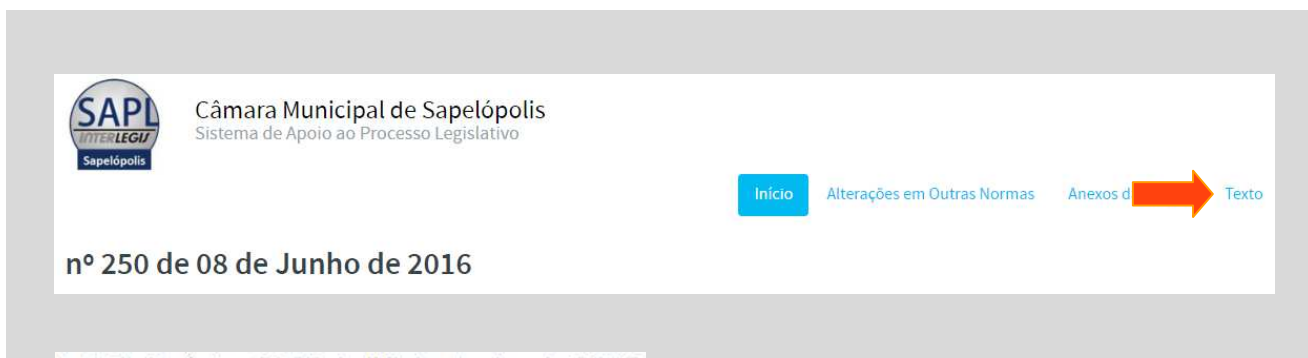 SAPL
INTERLEGIS
Sapelópolis
Câmara Municipal de Sapelópolis
Sistema de Apoio ao Processo Legislativo
Início Alterações em Outras Normas Anexos d Texto
nº 250 de 08 de Junho de 2016